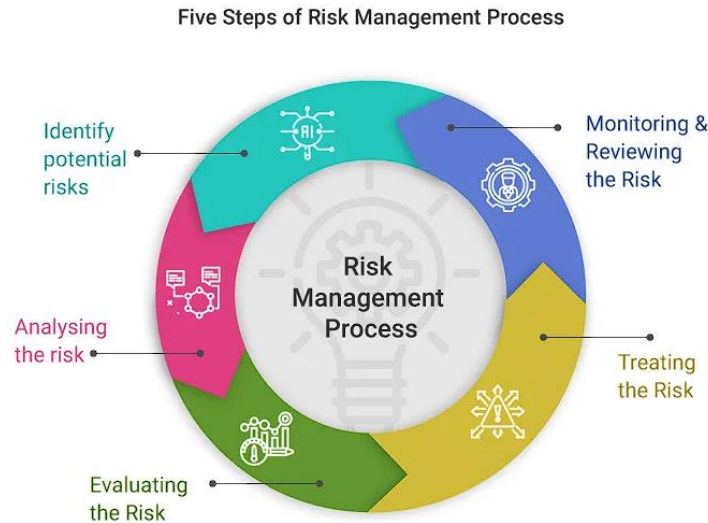 Five Steps of Risk Management Process
Identify
potential
risks
AI
Monitoring &
Reviewing
the Risk
Risk
Management
Process
Analysing
the risk
Treating
the Risk
Evaluating
the Risk